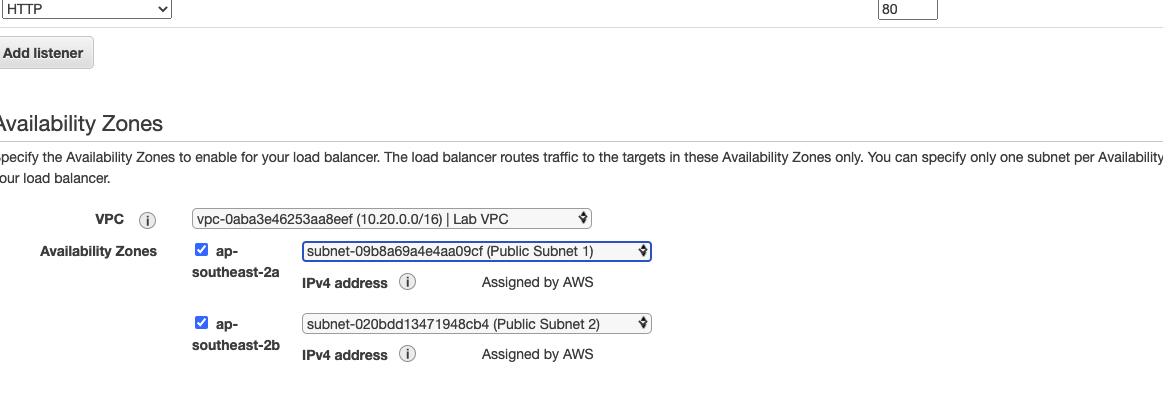 HTTP 80
Add listener
Availability Zones
pecify the Availability Zones to enable for your load balancer. The load balancer routes traffic to the targets in these Availability Zones only. You can specify only one subnet per Availability
our load balancer.
VPC i vpc-0aba3e46253aa8eef (10.20.0.0/16) | Lab VPC
Availability Zones ap- subnet-09b8a69a4e4aa09cf (Public Subnet 1)
southeast-2a
IPv4 address i Assigned by AWS
ap- subnet-020bdd13471948cb4 (Public Subnet 2)
southeast-2b
IPv4 address i Assigned by AWS